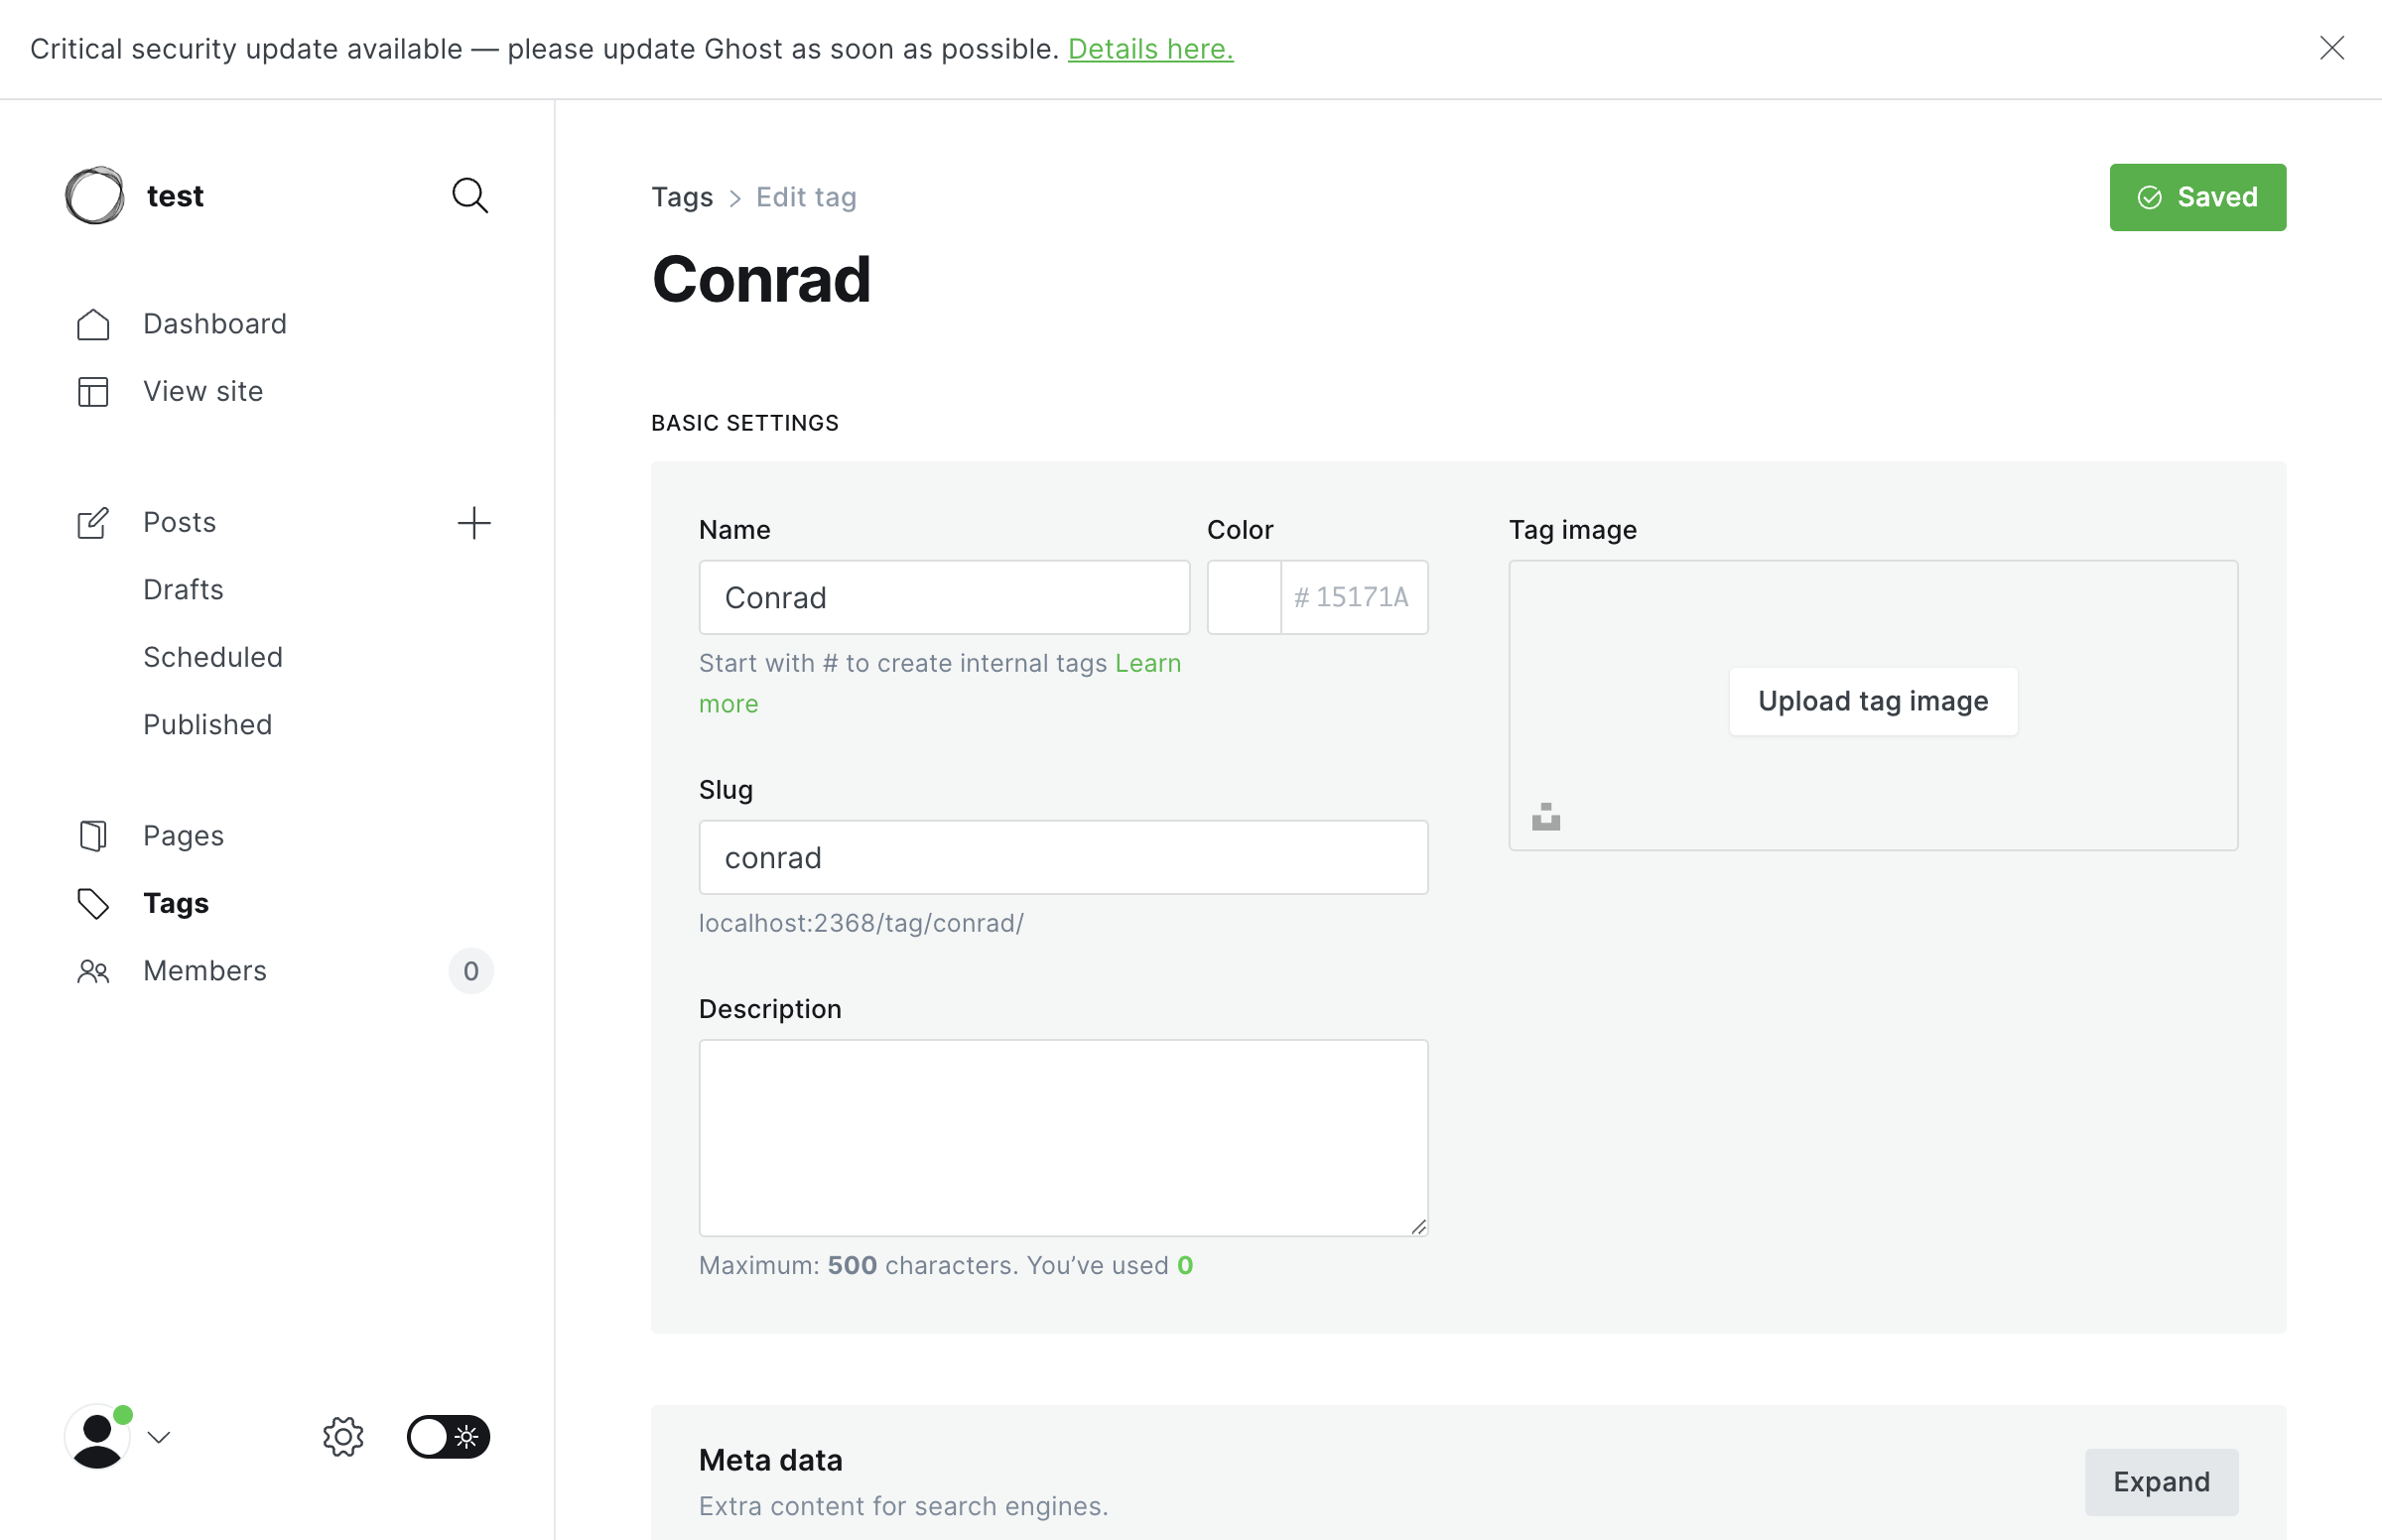 Critical security update available — please update Ghost as soon as possible. Details here.
test
Dashboard
View site
Posts
Drafts
Scheduled
Published
Pages
Tags
Members
0
Tags > Edit tag
Saved
Conrad
BASIC SETTINGS
Name
Conrad
Start with # to create internal tags Learn
more
Color
# 15171A
Slug
conrad
localhost:2368/tag/conrad/
Description
Maximum: 500 characters. You’ve used 0
Tag image
Upload tag image
Meta data
Extra content for search engines.
Expand